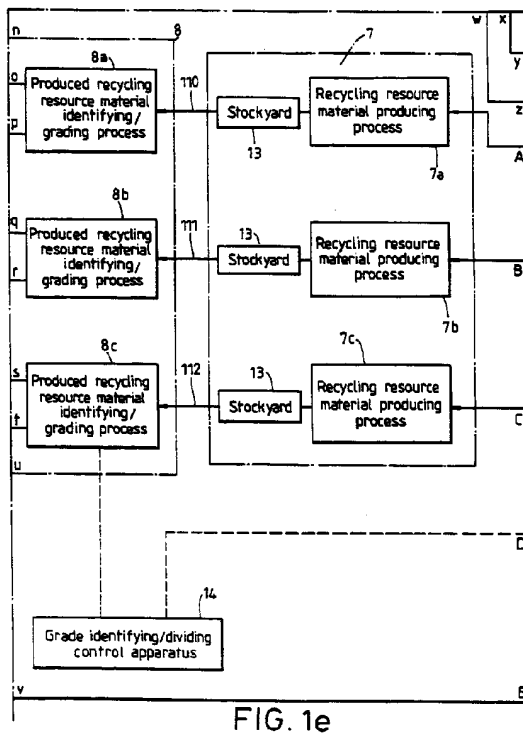 n
8
w
x
y
z
A
8a
Produced recycling
resource material
identifying/
grading process
o
p
110
Stockyard
13
7
Recycling resource
material producing
process
7a
8b
Produced recycling
resource material
identifying/
grading process
q
r
111
13
Stockyard
Recycling resource
material producing
process
7b
B
8c
Produced recycling
resource material
identifying/
grading process
s
t
u
112
13
Stockyard
7c
Recycling resource
material producing
process
C
D
14
Grade identifying/dividing
control apparatus
v
E
FIG. 1e